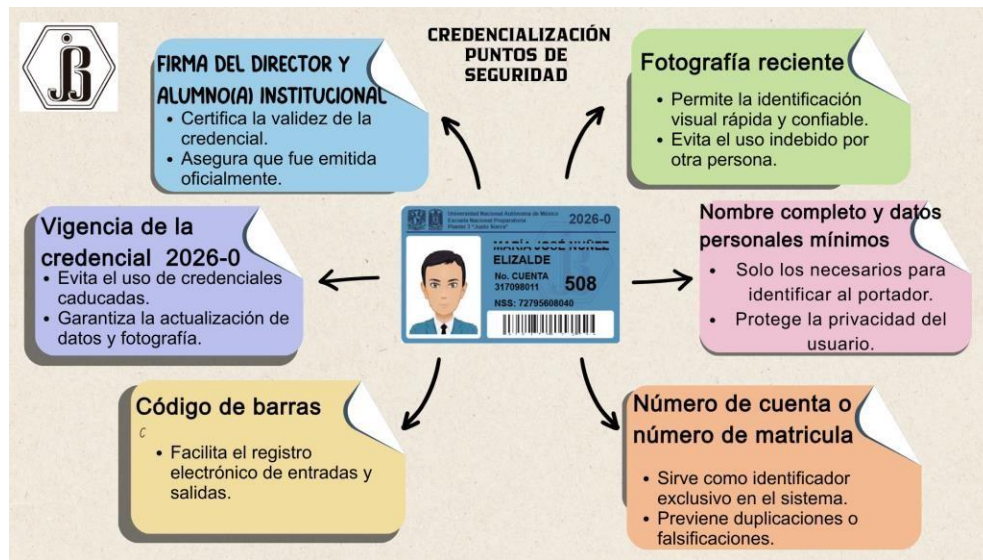 JB
CREDENCIALIZACIÓN
PUNTOS DE
SEGURIDAD
FIRMA DEL DIRECTOR Y
ALUMNO(A) INSTITUCIONAL
• Certifica la validez de la
credencial.
• Asegura que fue emitida
oficialmente.
Fotografía reciente
• Permite la identificación
visual rápida y confiable.
• Evita el uso indebido por
otra persona.
Vigencia de la
credencial 2026-0
• Evita el uso de credenciales
caducadas.
• Garantiza la actualización de
datos y fotografía.
Universidad Nacional Autónoma de México
Escuela Nacional Preparatoria
Plantel 3 "Justo Sierra"
2026-0
MARÍA JOSÉ NUÑEZ
ELIZALDE
No. CUENTA
317098011
508
NSS: 72795608040
Nombre completo y datos
personales mínimos
• Solo los necesarios para
identificar al portador.
• Protege la privacidad del
usuario.
Código de barras
C
• Facilita el registro
electrónico de entradas y
salidas.
Número de cuenta o
número de matricula
• Sirve como identificador
exclusivo en el sistema.
• Previene duplicaciones o
falsificaciones.